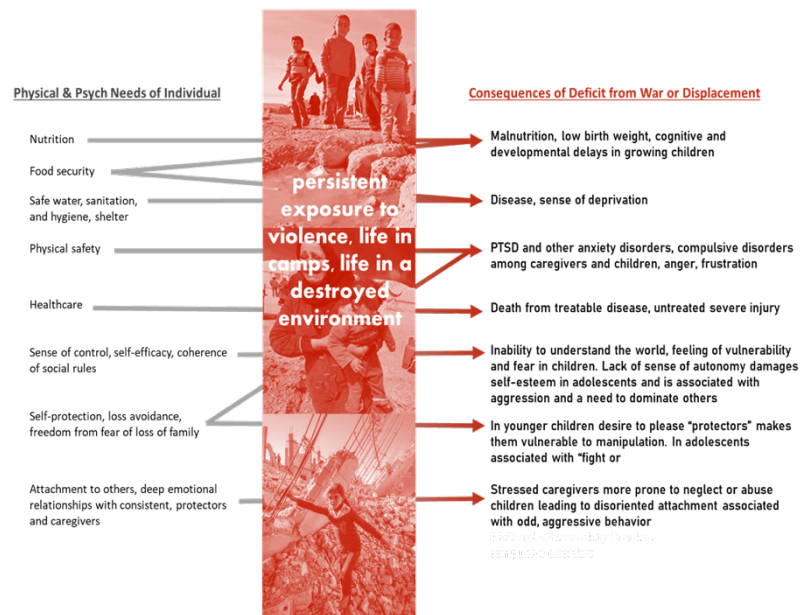 Physical & Psych Needs of Individual
Nutrition
Food security
Safe water, sanitation,
and hygiene, shelter
Physical safety
Healthcare
Sense of control, self-efficacy, coherence
of social rules
Self-protection, loss avoidance,
freedom from fear of loss of family
Attachment to others, deep emotional
relationships with consistent, protectors
and caregivers
persistent
exposure to
violence, life in
camps, life in a
destroyed
environment
Consequences of Deficit from War or Displacement
Malnutrition, low birth weight, cognitive and
developmental delays in growing children
Disease, sense of deprivation
PTSD and other anxiety disorders, compulsive disorders
among caregivers and children, anger, frustration
Death from treatable disease, untreated severe injury
Inability to understand the world, feeling of vulnerability
and fear in children. Lack of sense of autonomy damages
self-esteem in adolescents and is associated with
aggression and a need to dominate others
In younger children desire to please “protectors” makes
them vulnerable to manipulation. In adolescents
associated with “fight or
Stressed caregivers more prone to neglect or abuse
children leading to disoriented attachment associated
with odd, aggressive behavior